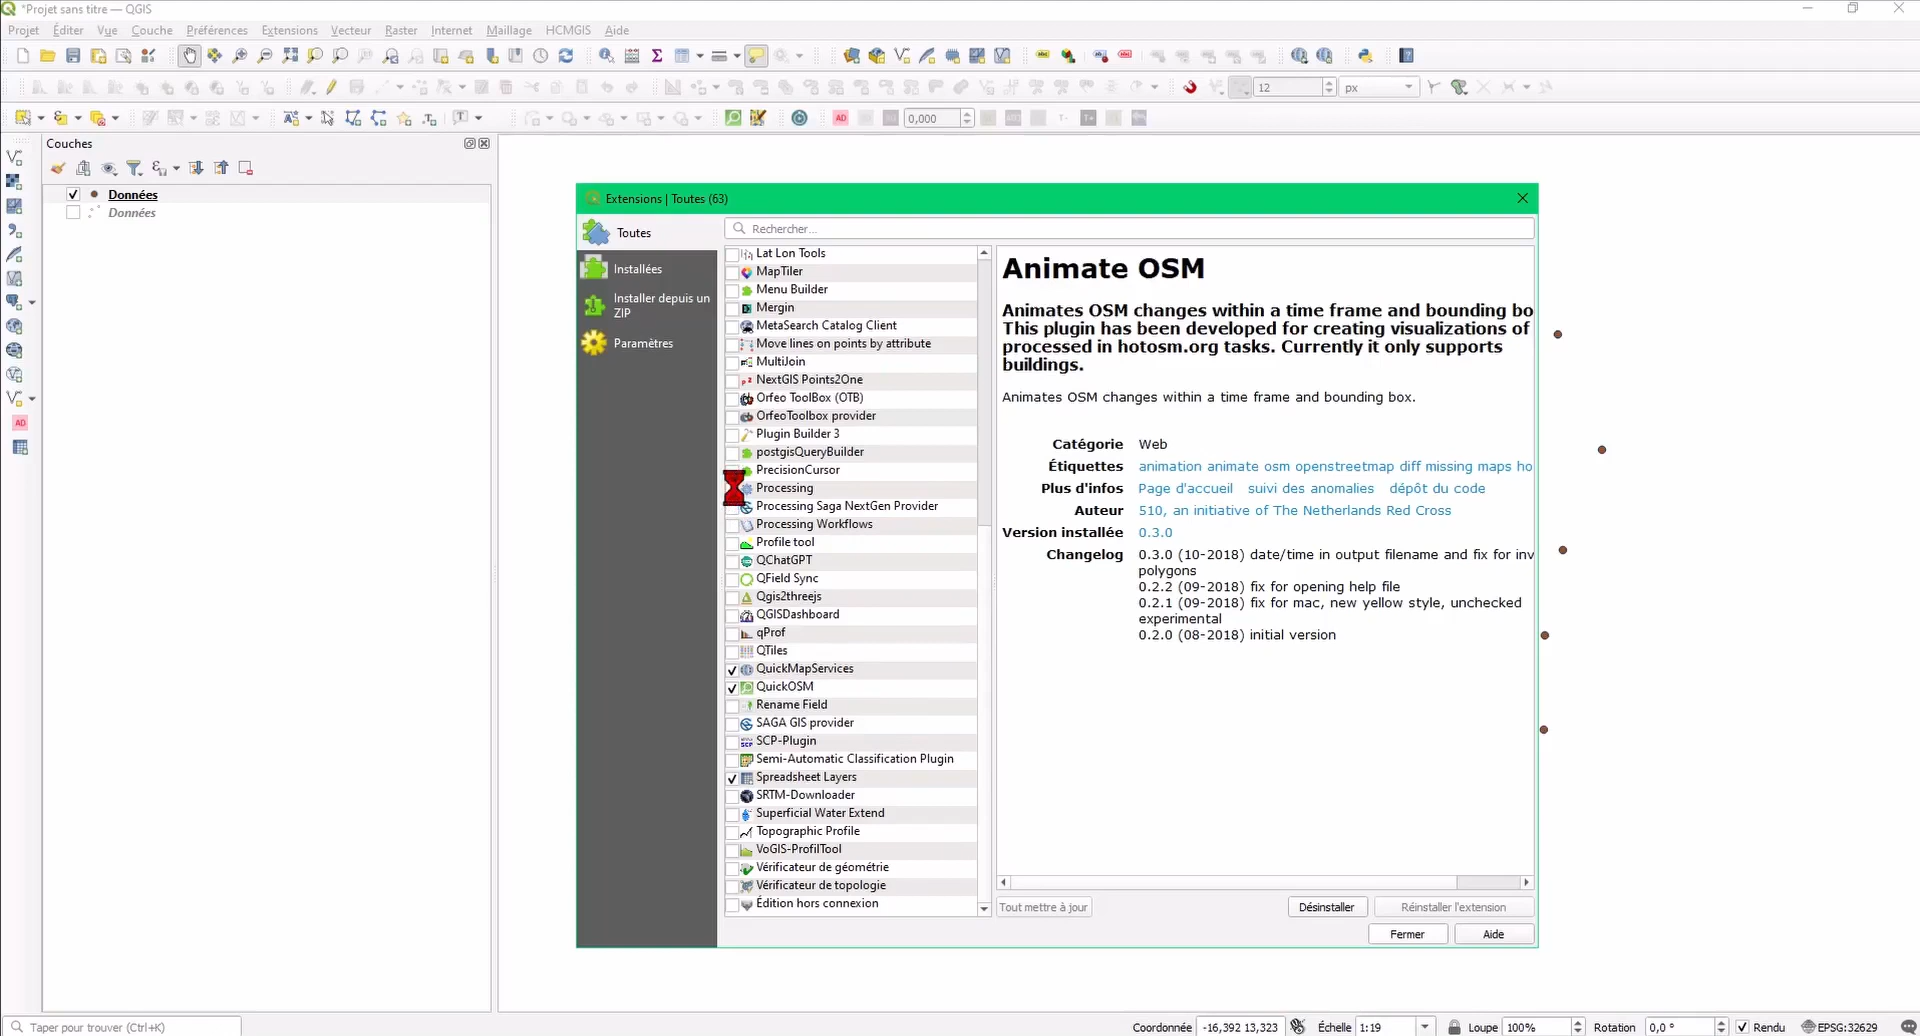 *Projet sans titre — QGIS
Projet Éditer Vue Couche Préférences Extensions Vecteur Raster Internet Maillage HCMGIS Aide
12 px
AD 0,000
Couches
Données
Données
AD
Extensions | Toutes (63)
Toutes
Installées
Installer depuis un
ZIP
Paramètres
Rechercher...
Lat Lon Tools
MapTiler
Menu Builder
Mergin
MetaSearch Catalog Client
Move lines on points by attribute
MultiJoin
NextGIS Points2One
Orfeo ToolBox (OTB)
OrfeoToolbox provider
Plugin Builder 3
postgisQueryBuilder
PrecisionCursor
Processing
Processing Saga NextGen Provider
Processing Workflows
Profile tool
QChatGPT
QField Sync
Qgis2threejs
QGISDashboard
qProf
QTiles
QuickMapServices
QuickOSM
Rename Field
SAGA GIS provider
SCP-Plugin
Semi-Automatic Classification Plugin
Spreadsheet Layers
SRTM-Downloader
Superficial Water Extend
Topographic Profile
VoGIS-ProfilTool
Vérificateur de géométrie
Vérificateur de topologie
Édition hors connexion
Animate OSM
Animates OSM changes within a time frame and bounding bo
This plugin has been developed for creating visualizations of
processed in hotosm.org tasks. Currently it only supports
buildings.
Animates OSM changes within a time frame and bounding box.
Catégorie Web
Étiquettes animation animate osm openstreetmap diff missing maps ho
Plus d'infos Page d'accueil suivi des anomalies dépôt du code
Auteur 510, an initiative of The Netherlands Red Cross
Version installée 0.3.0
Changelog 0.3.0 (10-2018) date/time in output filename and fix for inv
polygons
0.2.2 (09-2018) fix for opening help file
0.2.1 (09-2018) fix for mac, new yellow style, unchecked
experimental
0.2.0 (08-2018) initial version
Tout mettre à jour Désinstaller Réinstaller l'extension
Fermer Aide
Taper pour trouver (Ctrl+K) Coordonnée -16,392 13,323 Échelle 1:19 Loupe 100% Rotation 0,0 ° Rendu EPSG:32629